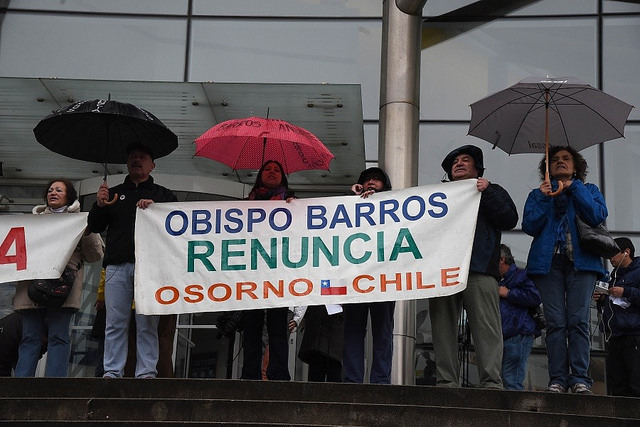 4
OBISPO BARROS
RENUNCIA
OSORNO CHILE